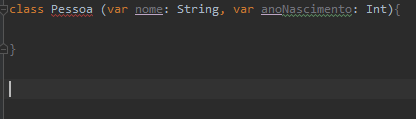 class Pessoa (var nome: String, var anoNascimento: Int){
}